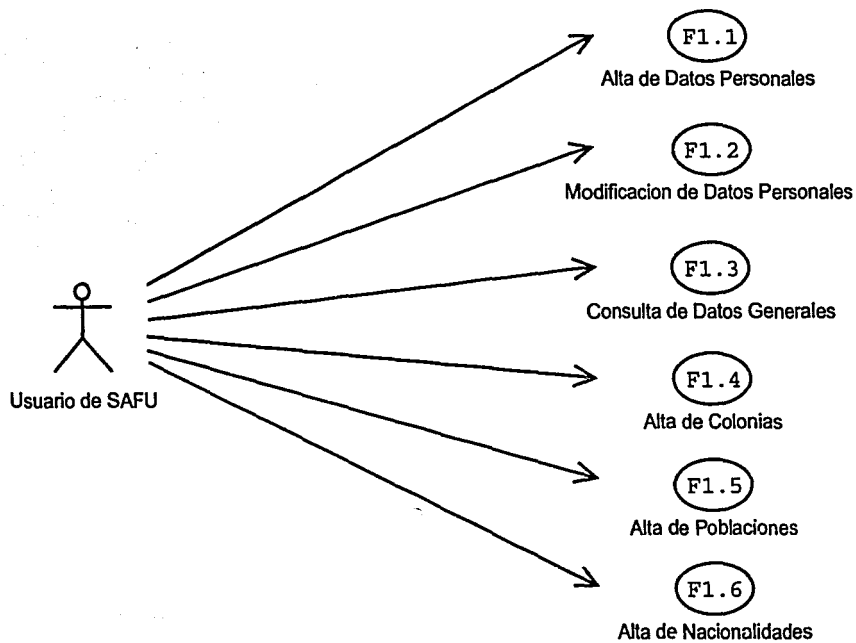 F1.1
Alta de Datos Personales
F1.2
Modificacion de Datos Personales
F1.3
Consulta de Datos Generales
Usuario de SAFU
F1.4
Alta de Colonias
F1.5
Alta de Poblaciones
F1.6
Alta de Nacionalidades